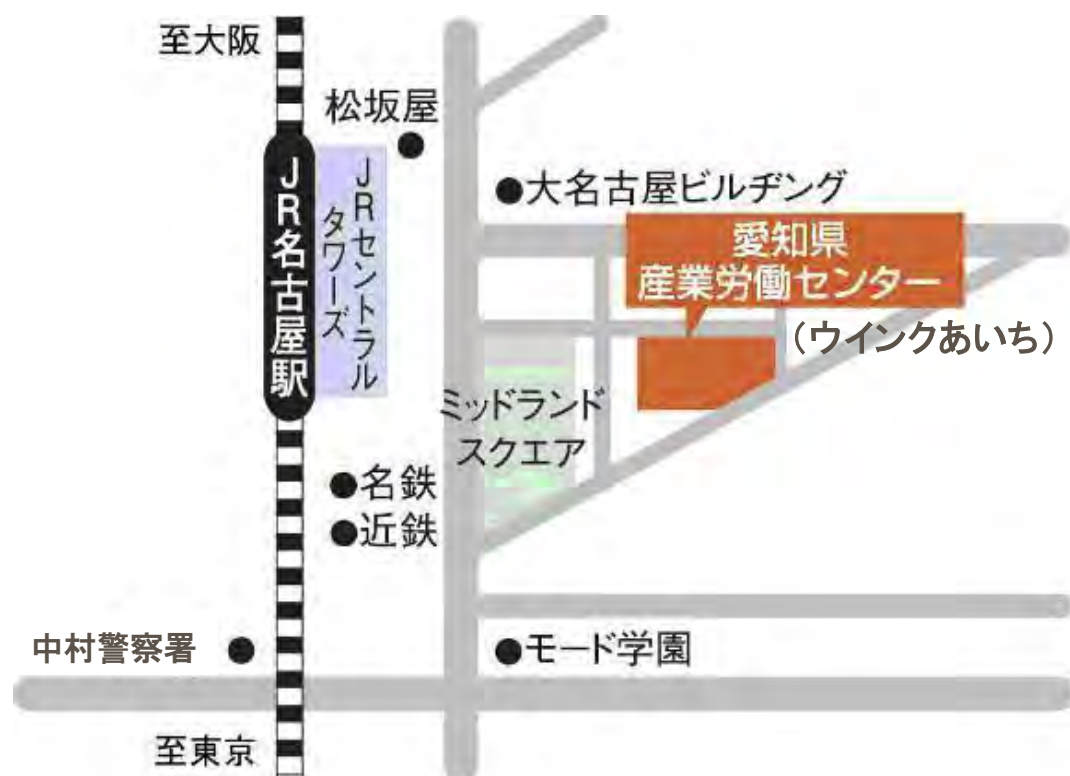 至大阪
松坂屋
JR名古屋駅
JRセントラル
タワーズ
大名古屋ビルヂング
愛知県
産業労働センター
（ウインクあいち）
ミッドランド
スクエア
名鉄
近鉄
中村警察署
モード学園
至東京